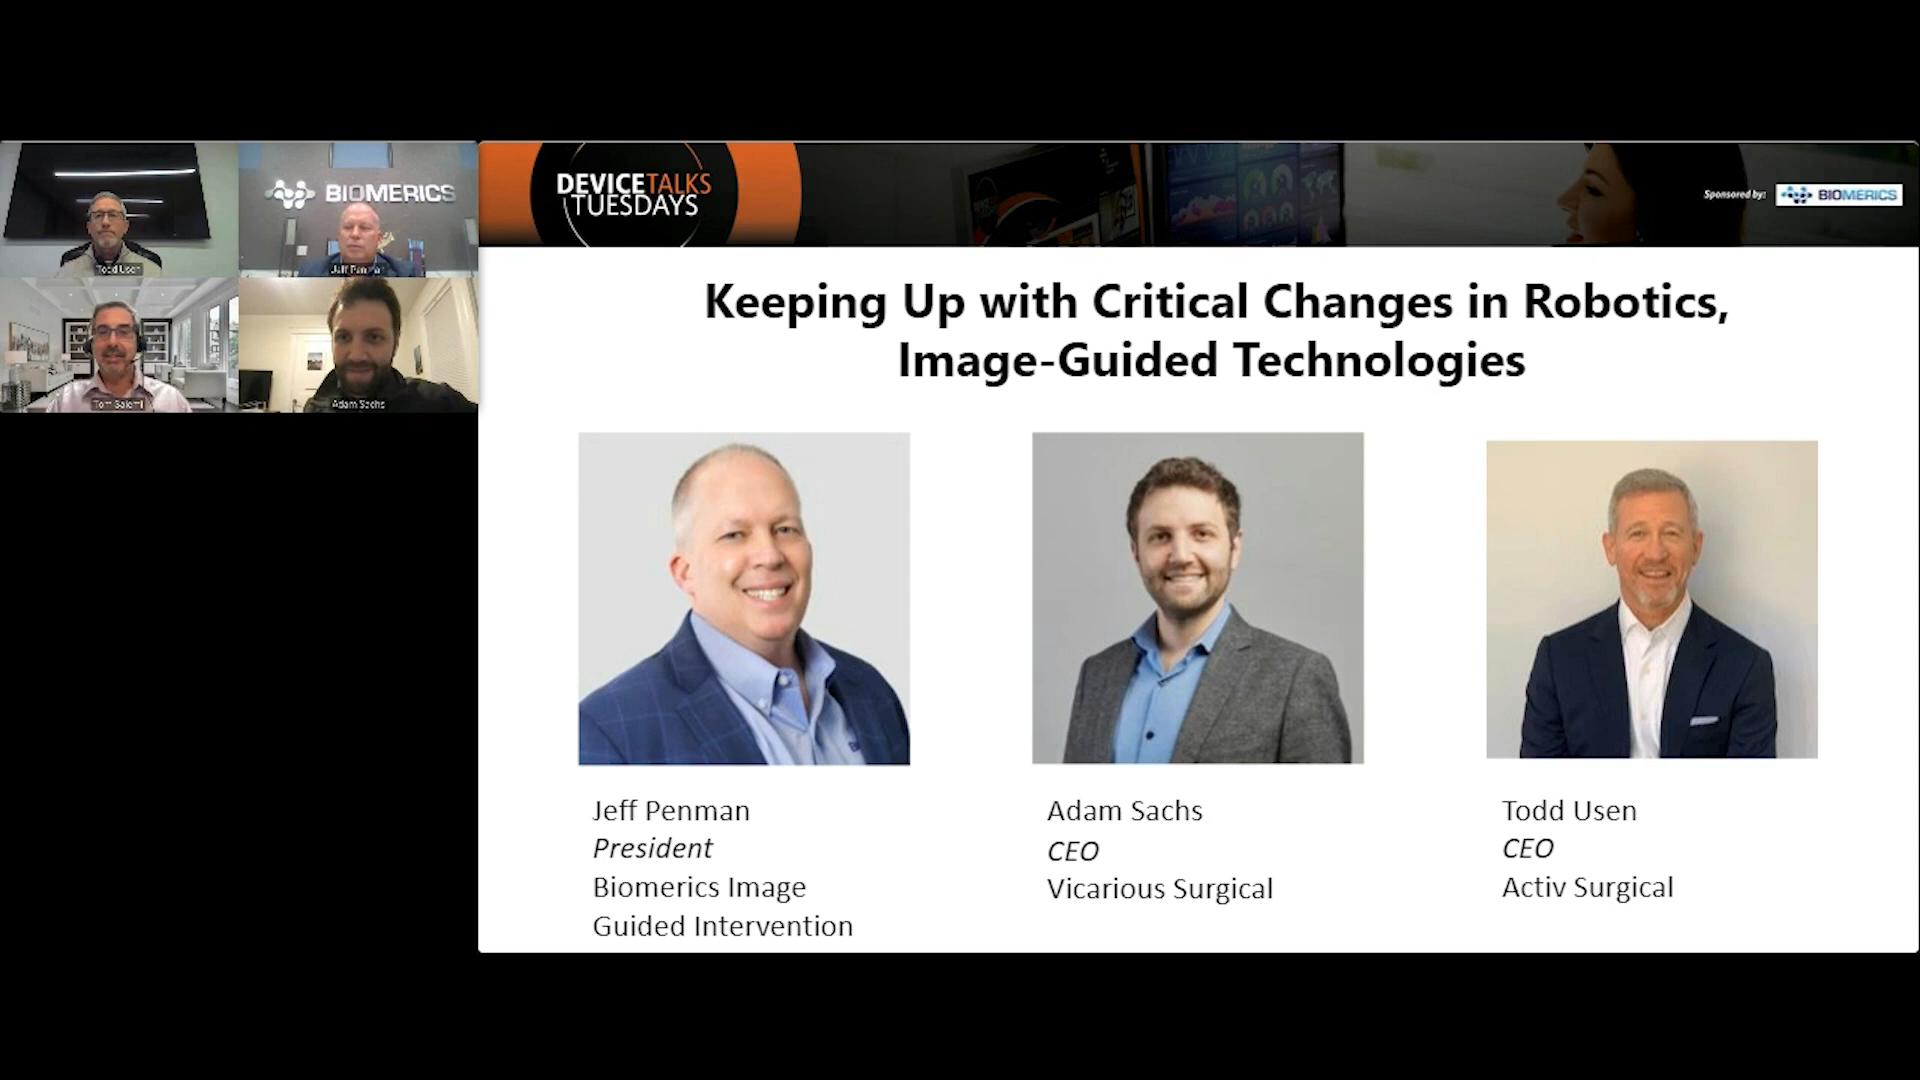 Todd Usen
BIOMERICS
Jeff Penman
Tom Salemi
Adam Sachs
DEVICETALKS
TUESDAYS
Sponsored by:
BIOMERICS
Keeping Up with Critical Changes in Robotics,
Image-Guided Technologies
Jeff Penman
President
Biomerics Image
Guided Intervention
Adam Sachs
CEO
Vicarious Surgical
Todd Usen
CEO
Activ Surgical